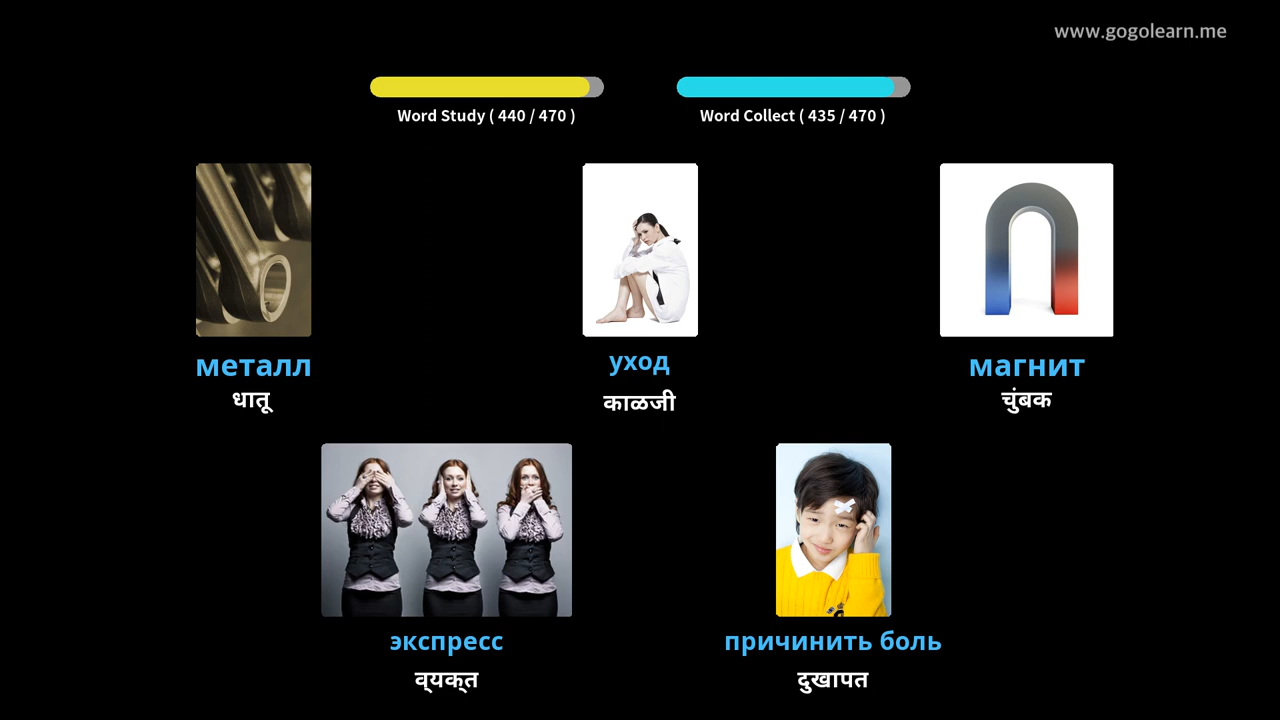 www.gogolearn.me
Word Study ( 440 / 470 )
Word Collect ( 435 / 470 )
металл
धातू
уход
काळजी
магнит
चुंबक
экспресс
व्यक्त
причинить боль
दुखापत